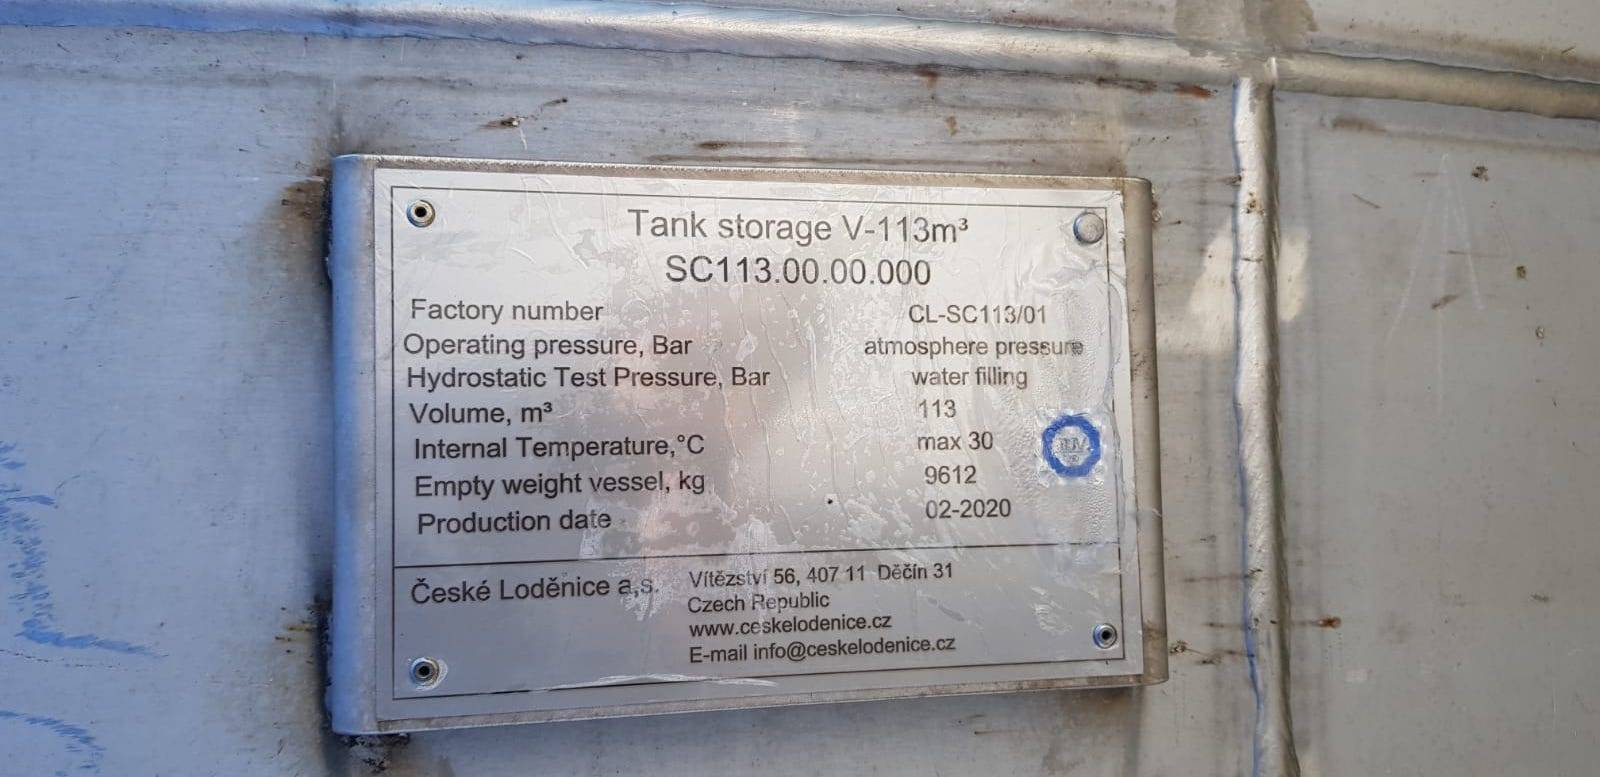 Tank storage V-113m³
SC113.00.00.000
Factory number CL-SC113/01
Operating pressure, Bar atmosphere pressure
Hydrostatic Test Pressure, Bar water filling
Volume, m³ 113
Internal Temperature,°C max 30
Empty weight vessel, kg 9612
Production date 02-2020
České Loděnice a,s. Vítězství 56, 407 11 Děčín 31
Czech Republic
www.ceskelodenice.cz
E-mail info@ceskelodenice.cz